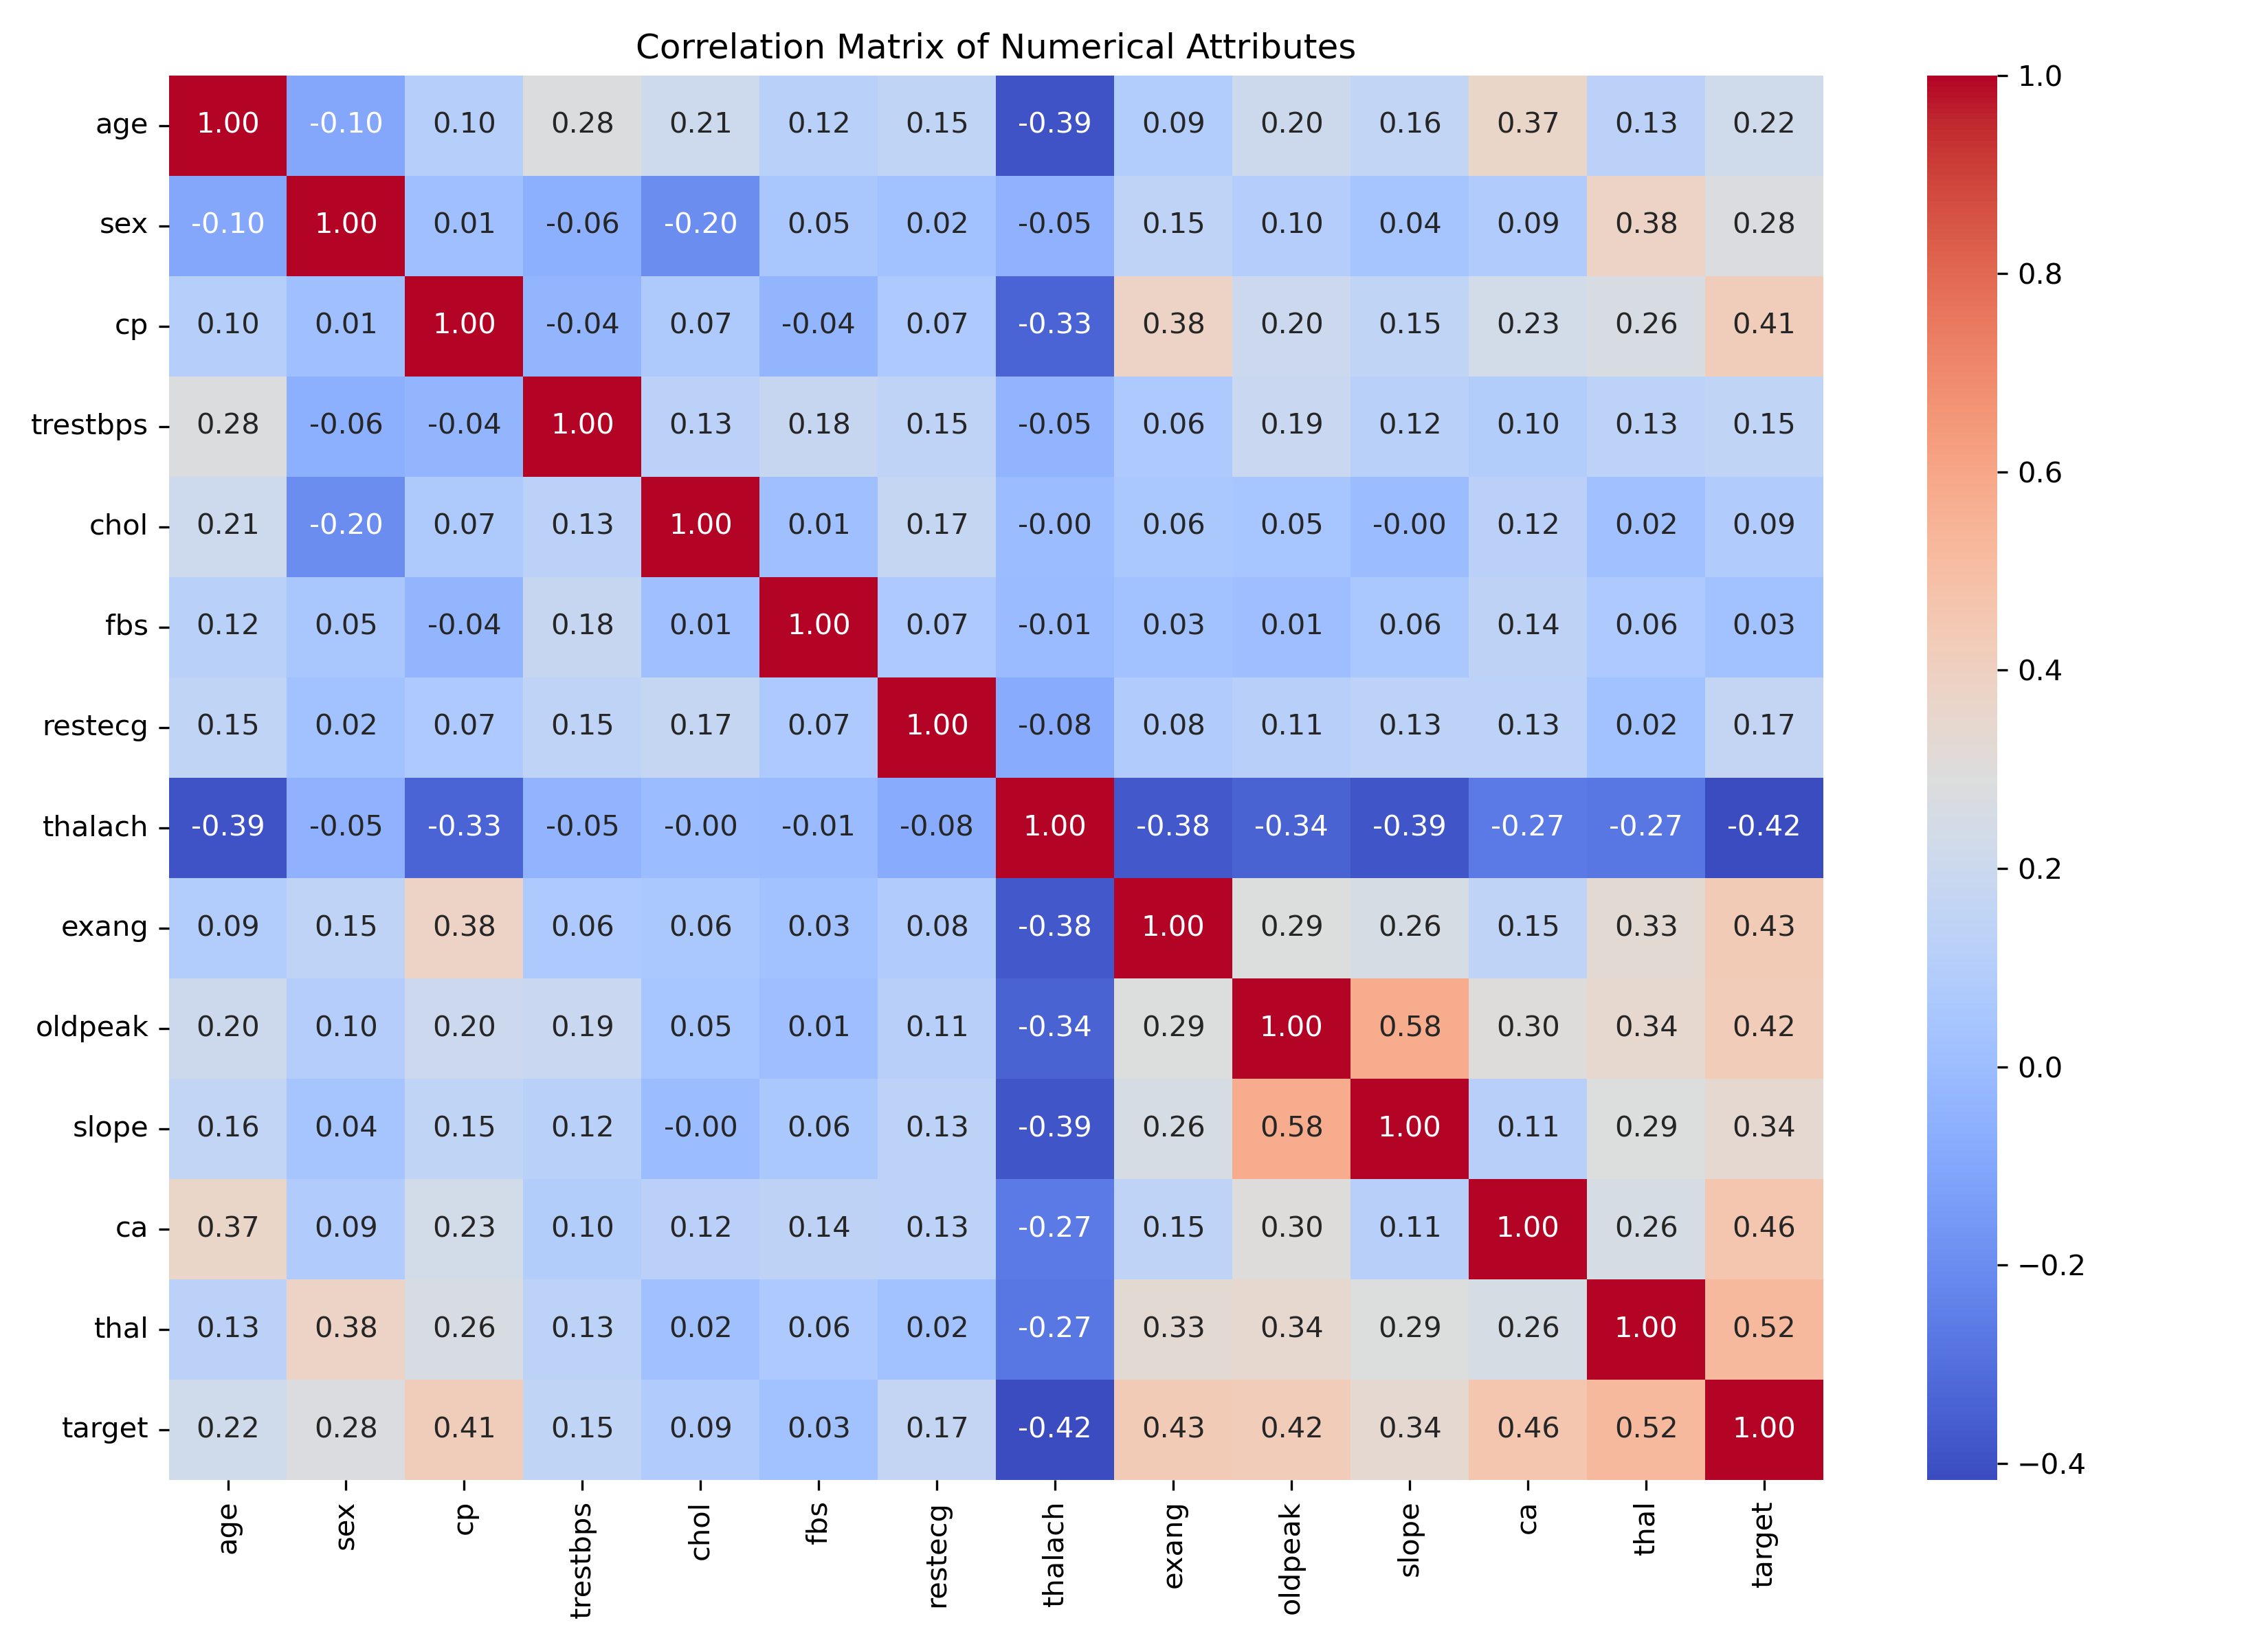 Correlation Matrix of Numerical Attributes
age 1.00 -0.10 0.10 0.28 0.21 0.12 0.15 -0.39 0.09 0.20 0.16 0.37 0.13 0.22
sex -0.10 1.00 0.01 -0.06 -0.20 0.05 0.02 -0.05 0.15 0.10 0.04 0.09 0.38 0.28
cp 0.10 0.01 1.00 -0.04 0.07 -0.04 0.07 -0.33 0.38 0.20 0.15 0.23 0.26 0.41
trestbps 0.28 -0.06 -0.04 1.00 0.13 0.18 0.15 -0.05 0.06 0.19 0.12 0.10 0.13 0.15
chol 0.21 -0.20 0.07 0.13 1.00 0.01 0.17 -0.00 0.06 0.05 -0.00 0.12 0.02 0.09
fbs 0.12 0.05 -0.04 0.18 0.01 1.00 0.07 -0.01 0.03 0.01 0.06 0.14 0.06 0.03
restecg 0.15 0.02 0.07 0.15 0.17 0.07 1.00 -0.08 0.08 0.11 0.13 0.13 0.02 0.17
thalach -0.39 -0.05 -0.33 -0.05 -0.00 -0.01 -0.08 1.00 -0.38 -0.34 -0.39 -0.27 -0.27 -0.42
exang 0.09 0.15 0.38 0.06 0.06 0.03 0.08 -0.38 1.00 0.29 0.26 0.15 0.33 0.43
oldpeak 0.20 0.10 0.20 0.19 0.05 0.01 0.11 -0.34 0.29 1.00 0.58 0.30 0.34 0.42
slope 0.16 0.04 0.15 0.12 -0.00 0.06 0.13 -0.39 0.26 0.58 1.00 0.11 0.29 0.34
ca 0.37 0.09 0.23 0.10 0.12 0.14 0.13 -0.27 0.15 0.30 0.11 1.00 0.26 0.46
thal 0.13 0.38 0.26 0.13 0.02 0.06 0.02 -0.27 0.33 0.34 0.29 0.26 1.00 0.52
target 0.22 0.28 0.41 0.15 0.09 0.03 0.17 -0.42 0.43 0.42 0.34 0.46 0.52 1.00
age sex cp trestbps chol fbs restecg thalach exang oldpeak slope ca thal target
1.0
0.8
0.6
0.4
0.2
0.0
−0.2
−0.4